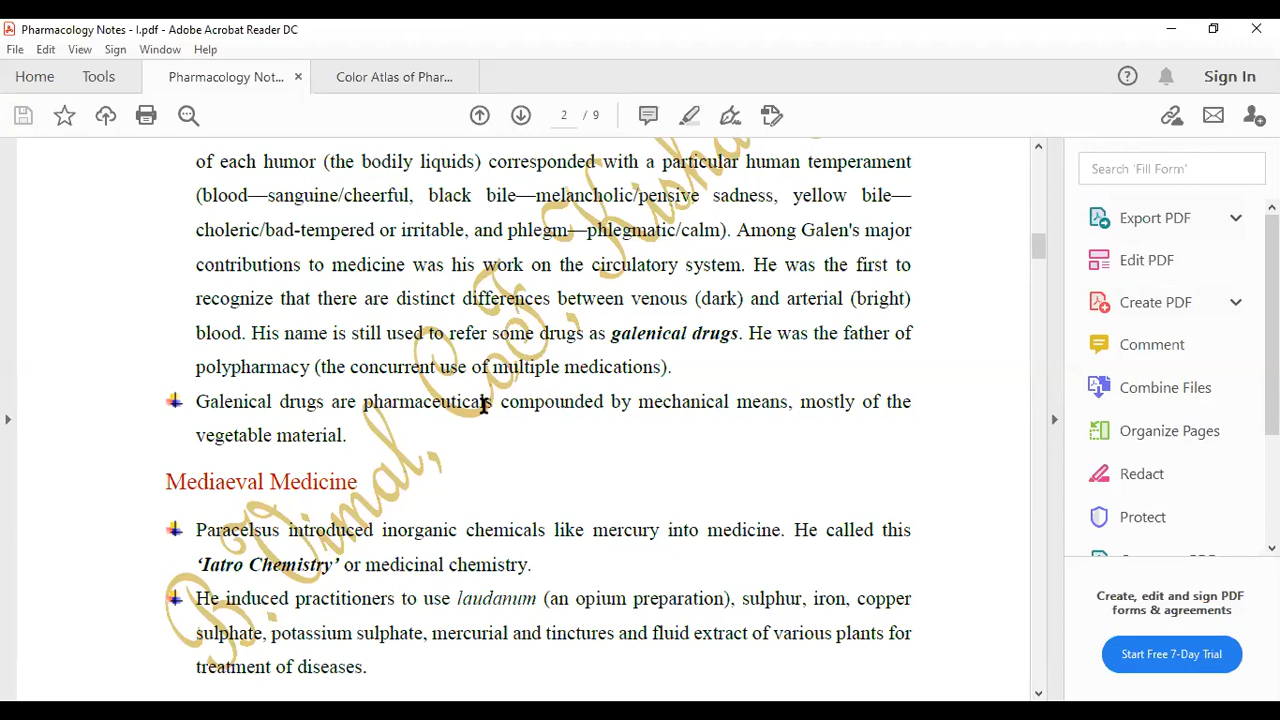 Pharmacology Notes - I.pdf - Adobe Acrobat Reader DC
File Edit View Sign Window Help
Home Tools Pharmacology Not... × Color Atlas of Phar... Sign In
2 / 9
of each humor (the bodily liquids) corresponded with a particular human temperament
(blood—sanguine/cheerful, black bile—melancholic/pensive sadness, yellow bile—
choleric/bad-tempered or irritable, and phlegm—phlegmatic/calm). Among Galen's major
contributions to medicine was his work on the circulatory system. He was the first to
recognize that there are distinct differences between venous (dark) and arterial (bright)
blood. His name is still used to refer some drugs as galenical drugs. He was the father of
polypharmacy (the concurrent use of multiple medications).
Galenical drugs are pharmaceuticals compounded by mechanical means, mostly of the
vegetable material.
Mediaeval Medicine
Paracelsus introduced inorganic chemicals like mercury into medicine. He called this
‘Iatro Chemistry’ or medicinal chemistry.
He induced practitioners to use laudanum (an opium preparation), sulphur, iron, copper
sulphate, potassium sulphate, mercurial and tinctures and fluid extract of various plants for
treatment of diseases.
B. Vimal, CoF, Kisha
Search 'Fill Form'
Export PDF
Edit PDF
Create PDF
Comment
Combine Files
Organize Pages
Redact
Protect
Create, edit and sign PDF
forms & agreements
Start Free 7-Day Trial